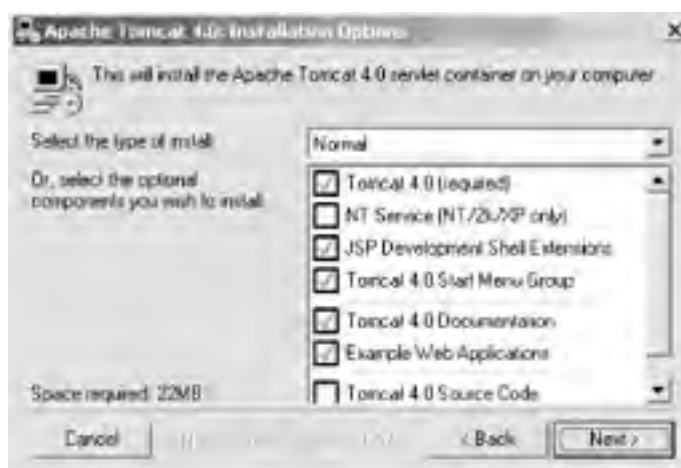 Apache Tomcat 4.0: Installation Options
This will install the Apache Tomcat 4.0 servlet container on your computer
Select the type of install:
Normal
Or, select the optional
components you wish to install:
Tomcat 4.0 (required)
NT Service (NT/2k/XP only)
JSP Development Shell Extensions
Tomcat 4.0 Start Menu Group
Tomcat 4.0 Documentation
Example Web Applications
Tomcat 4.0 Source Code
Space required: 22MB
Cancel
< Back
Next >